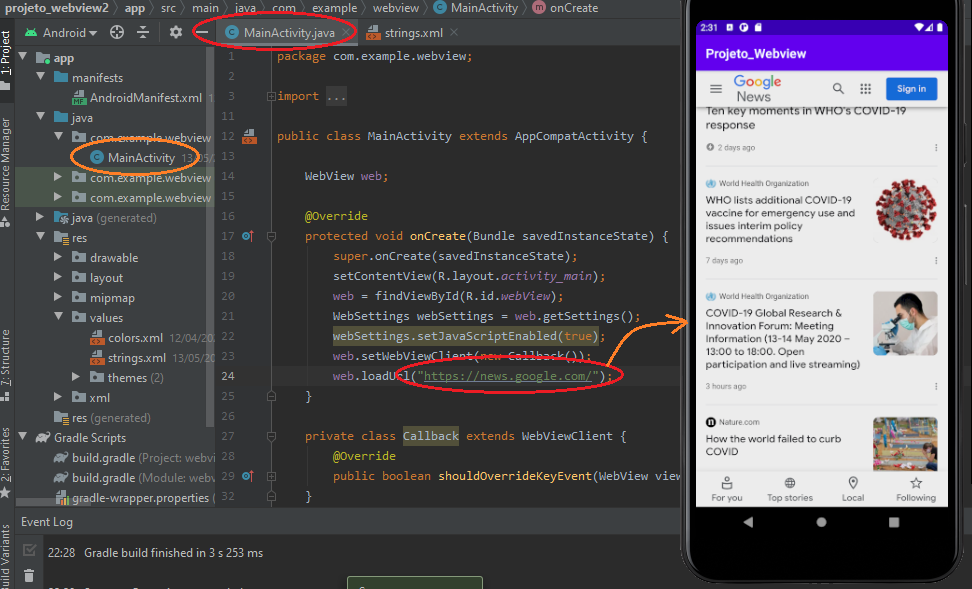 projeto_webview2 › app › src › main › java › com › example › webview › MainActivity › onCreate
Android
MainActivity.java
strings.xml
1: Project
Resource Manager
7: Structure
2: Favorites
Build Variants
app
manifests
AndroidManifest.xml
java
com.example.webview
MainActivity 13/05/
com.example.webview
com.example.webview
java (generated)
res
drawable
layout
mipmap
values
colors.xml 12/04/
strings.xml 13/05/
themes (2)
xml
res (generated)
Gradle Scripts
build.gradle (Project: webvi
build.gradle (Module: webv
gradle-wrapper.properties
1 package com.example.webview;
2
3 import ...
11
12 public class MainActivity extends AppCompatActivity {
13
14 WebView web;
15
16 @Override
17 protected void onCreate(Bundle savedInstanceState) {
18 super.onCreate(savedInstanceState);
19 setContentView(R.layout.activity_main);
20 web = findViewById(R.id.webView);
21 WebSettings webSettings = web.getSettings();
22 webSettings.setJavaScriptEnabled(true);
23 web.setWebViewClient(new Callback());
24 web.loadUrl("https://news.google.com/");
25 }
26
27 private class Callback extends WebViewClient {
28 @Override
29 public boolean shouldOverrideKeyEvent(WebView view
32 }
Event Log
22:28 Gradle build finished in 3 s 253 ms
2:31
Projeto_Webview
Google
News
Sign in
Ten key moments in WHO's COVID-19
response
2 days ago
World Health Organization
WHO lists additional COVID-19
vaccine for emergency use and
issues interim policy
recommendations
7 days ago
World Health Organization
COVID-19 Global Research &
Innovation Forum: Meeting
Information (13-14 May 2020 –
13:00 to 18:00. Open
participation and live streaming)
3 hours ago
Nature.com
How the world failed to curb
COVID
For you
Top stories
Local
Following